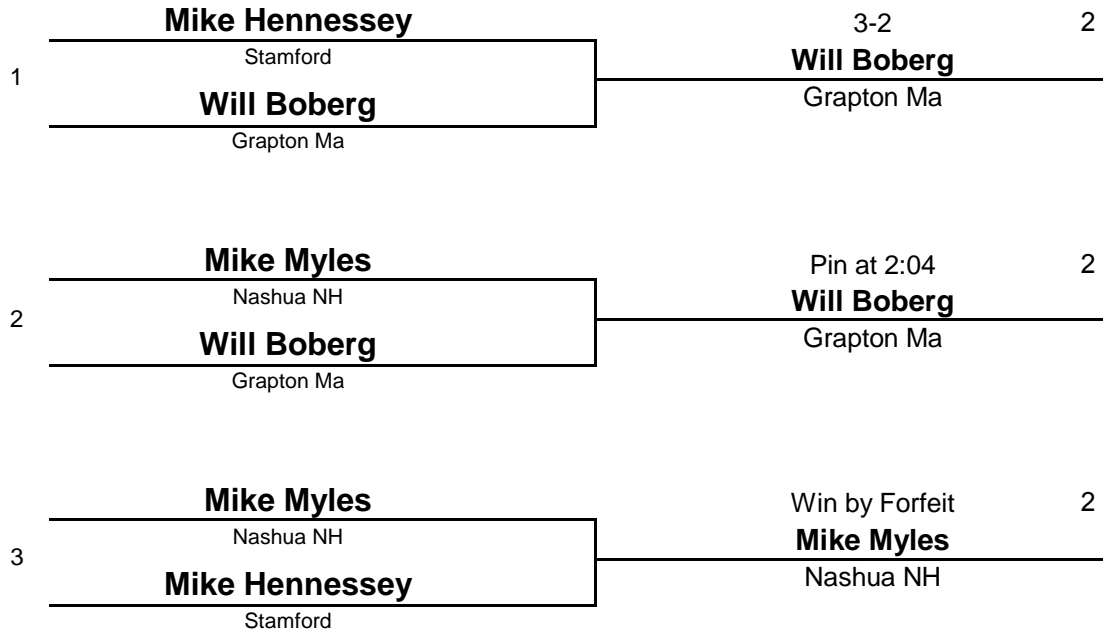 Mike Hennessey
Stamford
1
Will Boberg
Grapton Ma
3-2 2
Will Boberg
Grapton Ma
Mike Myles
Nashua NH
2
Will Boberg
Grapton Ma
Pin at 2:04 2
Will Boberg
Grapton Ma
Mike Myles
Nashua NH
3
Mike Hennessey
Stamford
Win by Forfeit 2
Mike Myles
Nashua NH